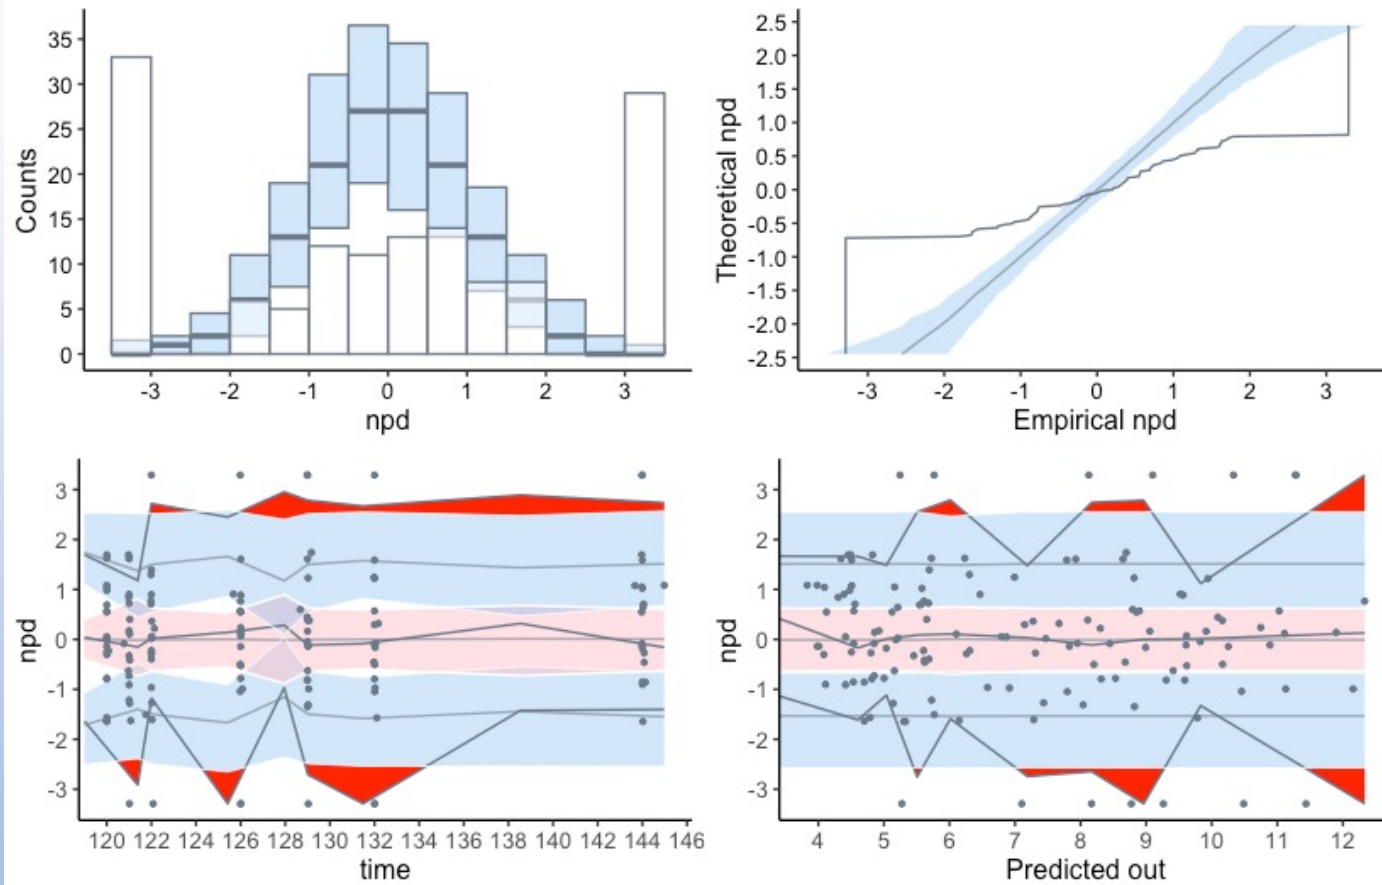 35
30
25
20
15
10
5
0
Counts
-3 -2 -1 0 1 2 3
npd
2.5
2.0
1.5
1.0
0.5
0.0
-0.5
-1.0
-1.5
-2.0
-2.5
Theoretical npd
-3 -2 -1 0 1 2 3
Empirical npd
3
2
1
0
-1
-2
-3
npd
120 122 124 126 128 130 132 134 136 138 140 142 144 146
time
3
2
1
0
-1
-2
-3
npd
4 5 6 7 8 9 10 11 12
Predicted out